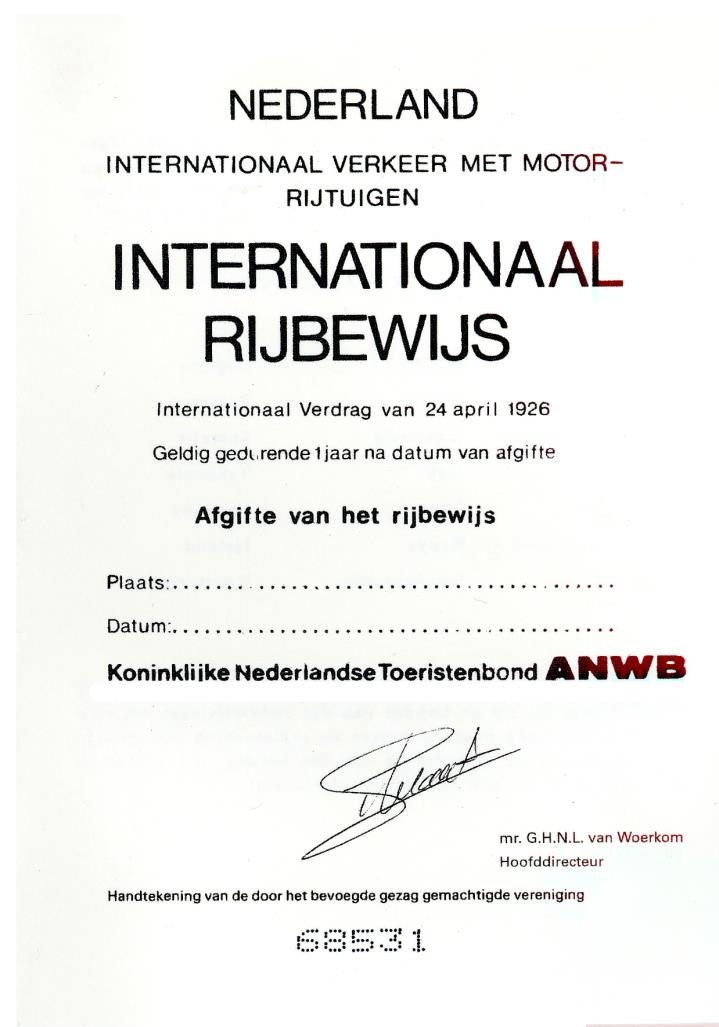 NEDERLAND
INTERNATIONAAL VERKEER MET MOTOR-
RIJTUIGEN
INTERNATIONAAL
RIJBEWIJS
Internationaal Verdrag van 24 april 1926
Geldig gedurende 1 jaar na datum van afgifte
Afgifte van het rijbewijs
Plaats:..........................................
Datum:..........................................
Koninklijke Nederlandse Toeristenbond ANWB
mr. G.H.N.L. van Woerkom
Hoofddirecteur
Handtekening van de door het bevoegde gezag gemachtigde vereniging
68531